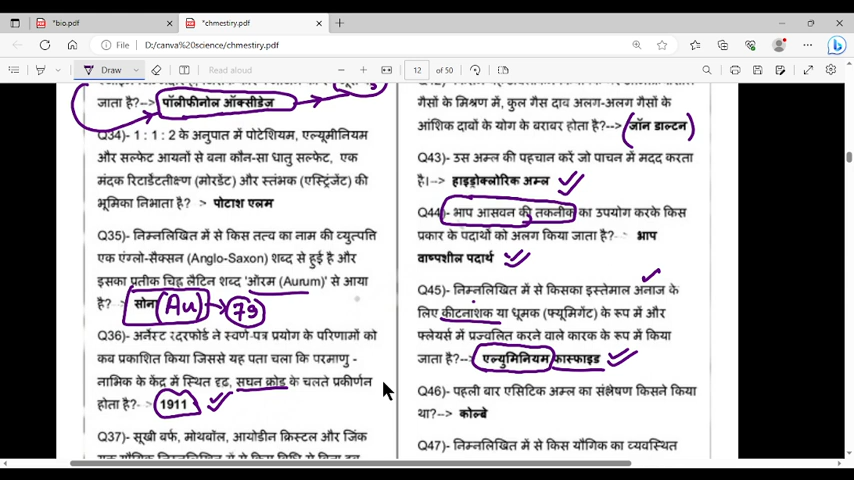 *bio.pdf
*chmestiry.pdf
File
D:/canva%20science/chmestiry.pdf
Draw
Read aloud
12 of 50
जाता है?-> पॉलीफीनोल ऑक्सीडेज
Q34)- 1 : 1 : 2 के अनुपात में पोटेशियम, एल्यूमीनियम
और सल्फेट आयनों से बना कौन-सा धातु सल्फेट, एक
मंदक रिटार्डेंटतीक्ष्ण (मोरडेंट) और स्तंभक (एस्ट्रिंजेंट) की
भूमिका निभाता है? > पोटाश एलम
Q35)- निम्नलिखित में से किस तत्व का नाम की व्युत्पत्ति
एक एंग्लो-सैक्सन (Anglo-Saxon) शब्द से हुई है और
इसका प्रतीक चिह्न लैटिन शब्द 'ओरम (Aurum)' से आया
है? सोना (Au) → 79
Q36)- अर्नेस्ट रदरफोर्ड ने स्वर्ण-पत्र प्रयोग के परिणामों को
कब प्रकाशित किया जिससे यह पता चला कि परमाणु -
नाभिक के केंद्र में स्थित दृढ़, सघन क्रोड के चलते प्रकीर्णन
होता है?-> 1911
Q37)- सूखी बर्फ, मोथबॉल, आयोडीन क्रिस्टल और जिंक
गैसों के मिश्रण में, कुल गैस दाब अलग-अलग गैसों के
आंशिक दाबों के योग के बराबर होता है?--> (जॉन डाल्टन)
Q43)- उस अम्ल की पहचान करें जो पाचन में मदद करता
है।--> हाइड्रोक्लोरिक अम्ल
Q44)- भाप आसवन की तकनीक का उपयोग करके किस
प्रकार के पदार्थों को अलग किया जाता है?--> भाप
वाष्पशील पदार्थ
Q45)- निम्नलिखित में से किसका इस्तेमाल अनाज के
लिए कीटनाशक या धूमक (फ्यूमिगेंट) के रूप में और
फ्लेयर्स में प्रज्वलित करने वाले कारक के रूप में किया
जाता है?--> एल्युमिनियम फास्फाइड
Q46)- पहली बार एसिटिक अम्ल का संश्लेषण किसने किया
था?--> कोल्बे
Q47)- निम्नलिखित में से किस यौगिक का व्यवस्थित